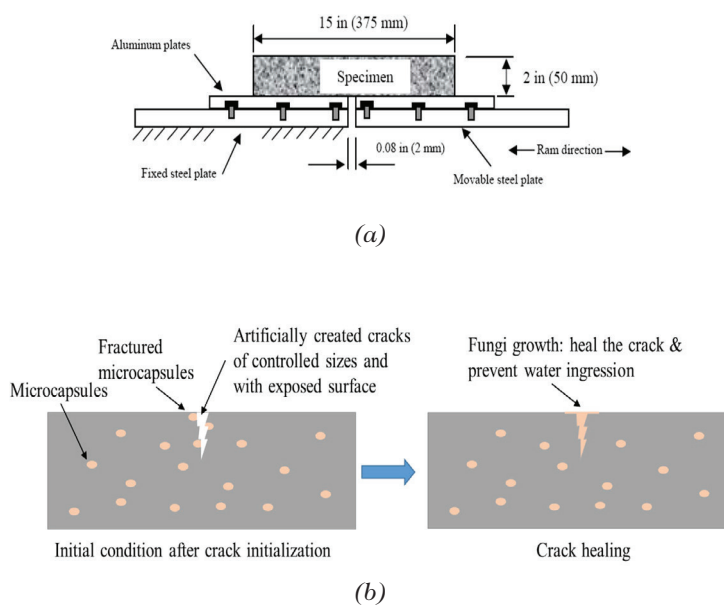 15 in (375 mm)
Aluminum plates
Specimen
2 in (50 mm)
0.08 in (2 mm)
Ram direction
Fixed steel plate
Movable steel plate
(a)
Artificially created cracks
of controlled sizes and
with exposed surface
Fractured
microcapsules
Microcapsules
Fungi growth: heal the crack &
prevent water ingression
Initial condition after crack initialization
Crack healing
(b)